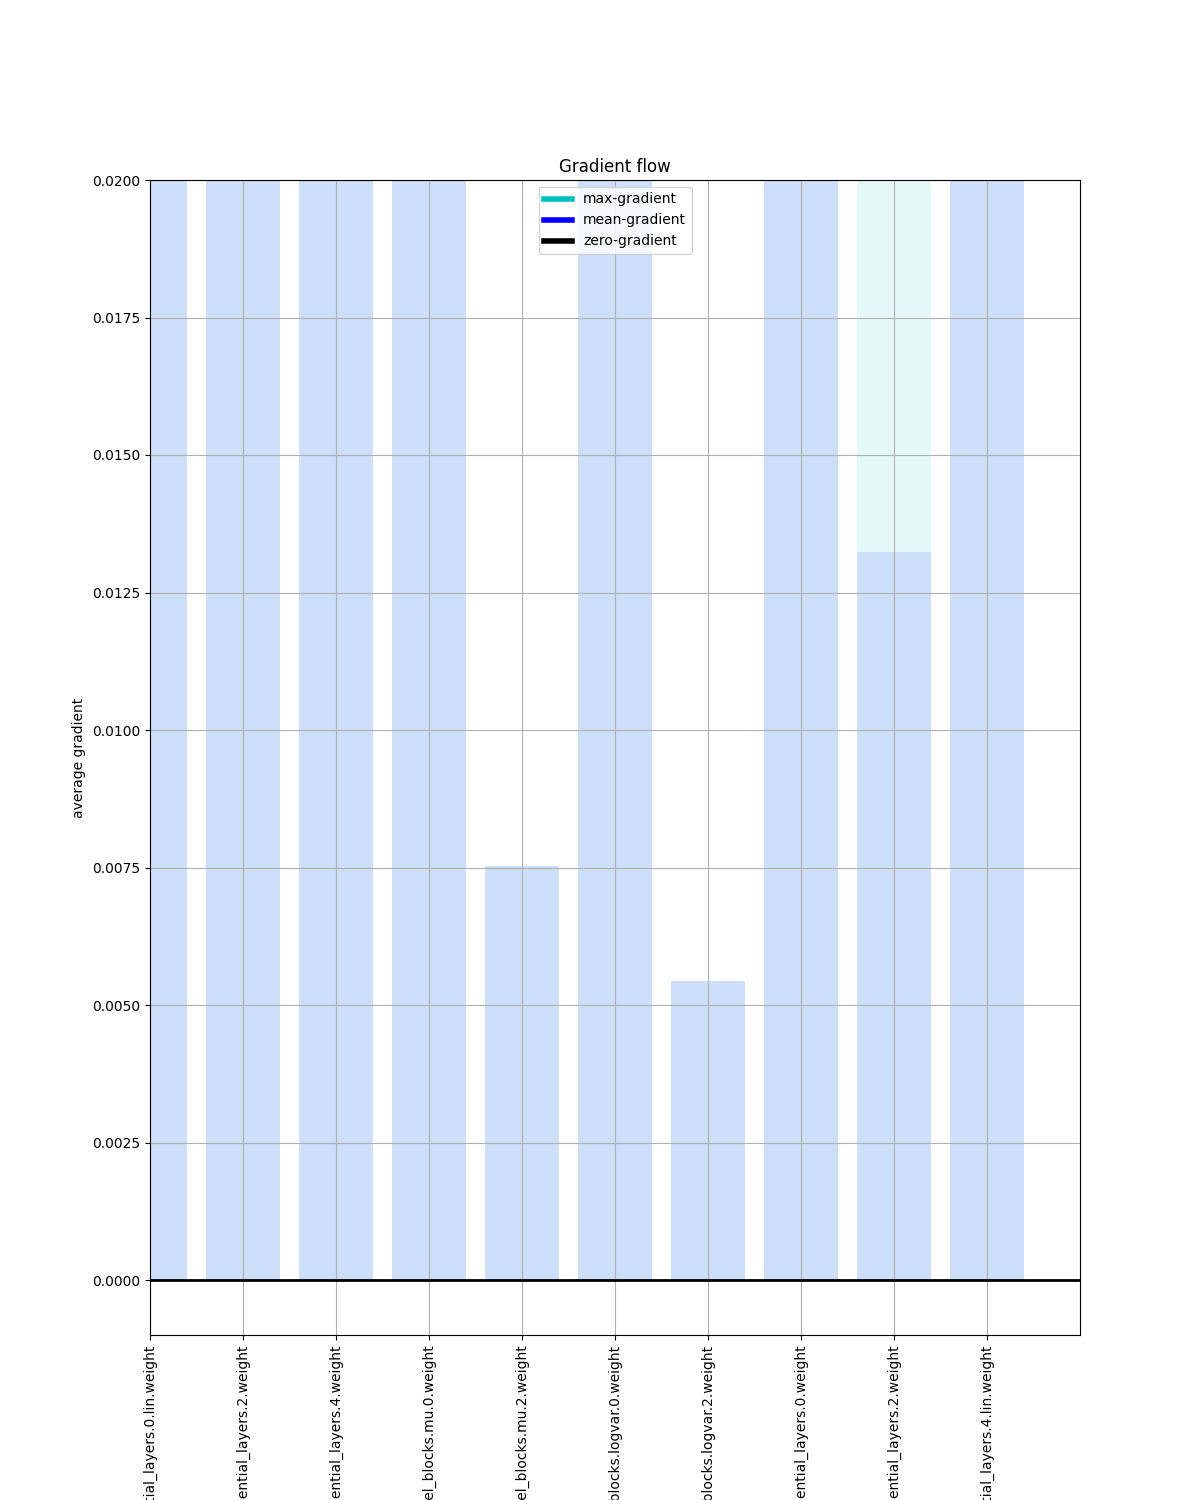 Gradient flow
max-gradient
mean-gradient
zero-gradient
0.0200
0.0175
0.0150
0.0125
0.0100
0.0075
0.0050
0.0025
0.0000
average gradient
tial_layers.0.lin.weight
ential_layers.2.weight
ential_layers.4.weight
el_blocks.mu.0.weight
el_blocks.mu.2.weight
blocks.logvar.0.weight
blocks.logvar.2.weight
ential_layers.0.weight
ential_layers.2.weight
tial_layers.4.lin.weight